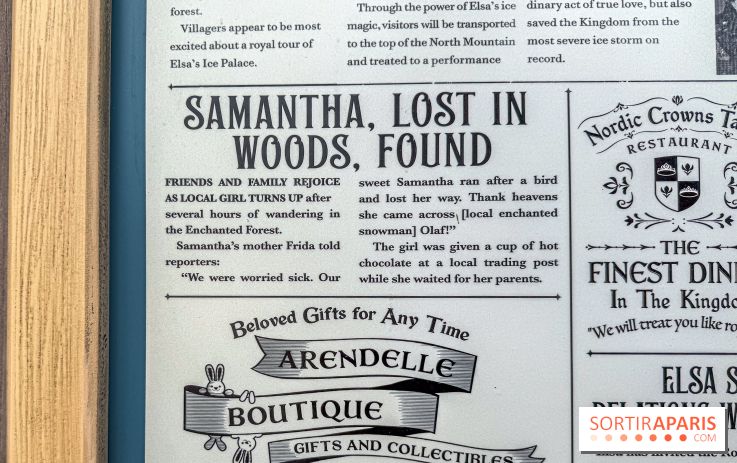 forest.
Villagers appear to be most
excited about a royal tour of
Elsa's Ice Palace.
Through the power of Elsa's ice
magic, visitors will be transported
to the top of the North Mountain
and treated to a performance
dinary act of true love, but also
saved the Kingdom from the
most severe ice storm on
record.
SAMANTHA, LOST IN
WOODS, FOUND
FRIENDS AND FAMILY REJOICE
AS LOCAL GIRL TURNS UP after
several hours of wandering in
the Enchanted Forest.
Samantha's mother Frida told
reporters:
"We were worried sick. Our
sweet Samantha ran after a bird
and lost her way. Thank heavens
she came across, [local enchanted
snowman] Olaf!"
The girl was given a cup of hot
chocolate at a local trading post
while she waited for her parents.
Beloved Gifts for Any Time
ARENDELLE
BOUTIQUE
GIFTS AND COLLECTIBLES
Nordic Crowns Ta
RESTAURANT
THE
FINEST DIN
In The Kingdo
"We will treat you like ro
ELSA S
SORTIRAPARIS
.COM